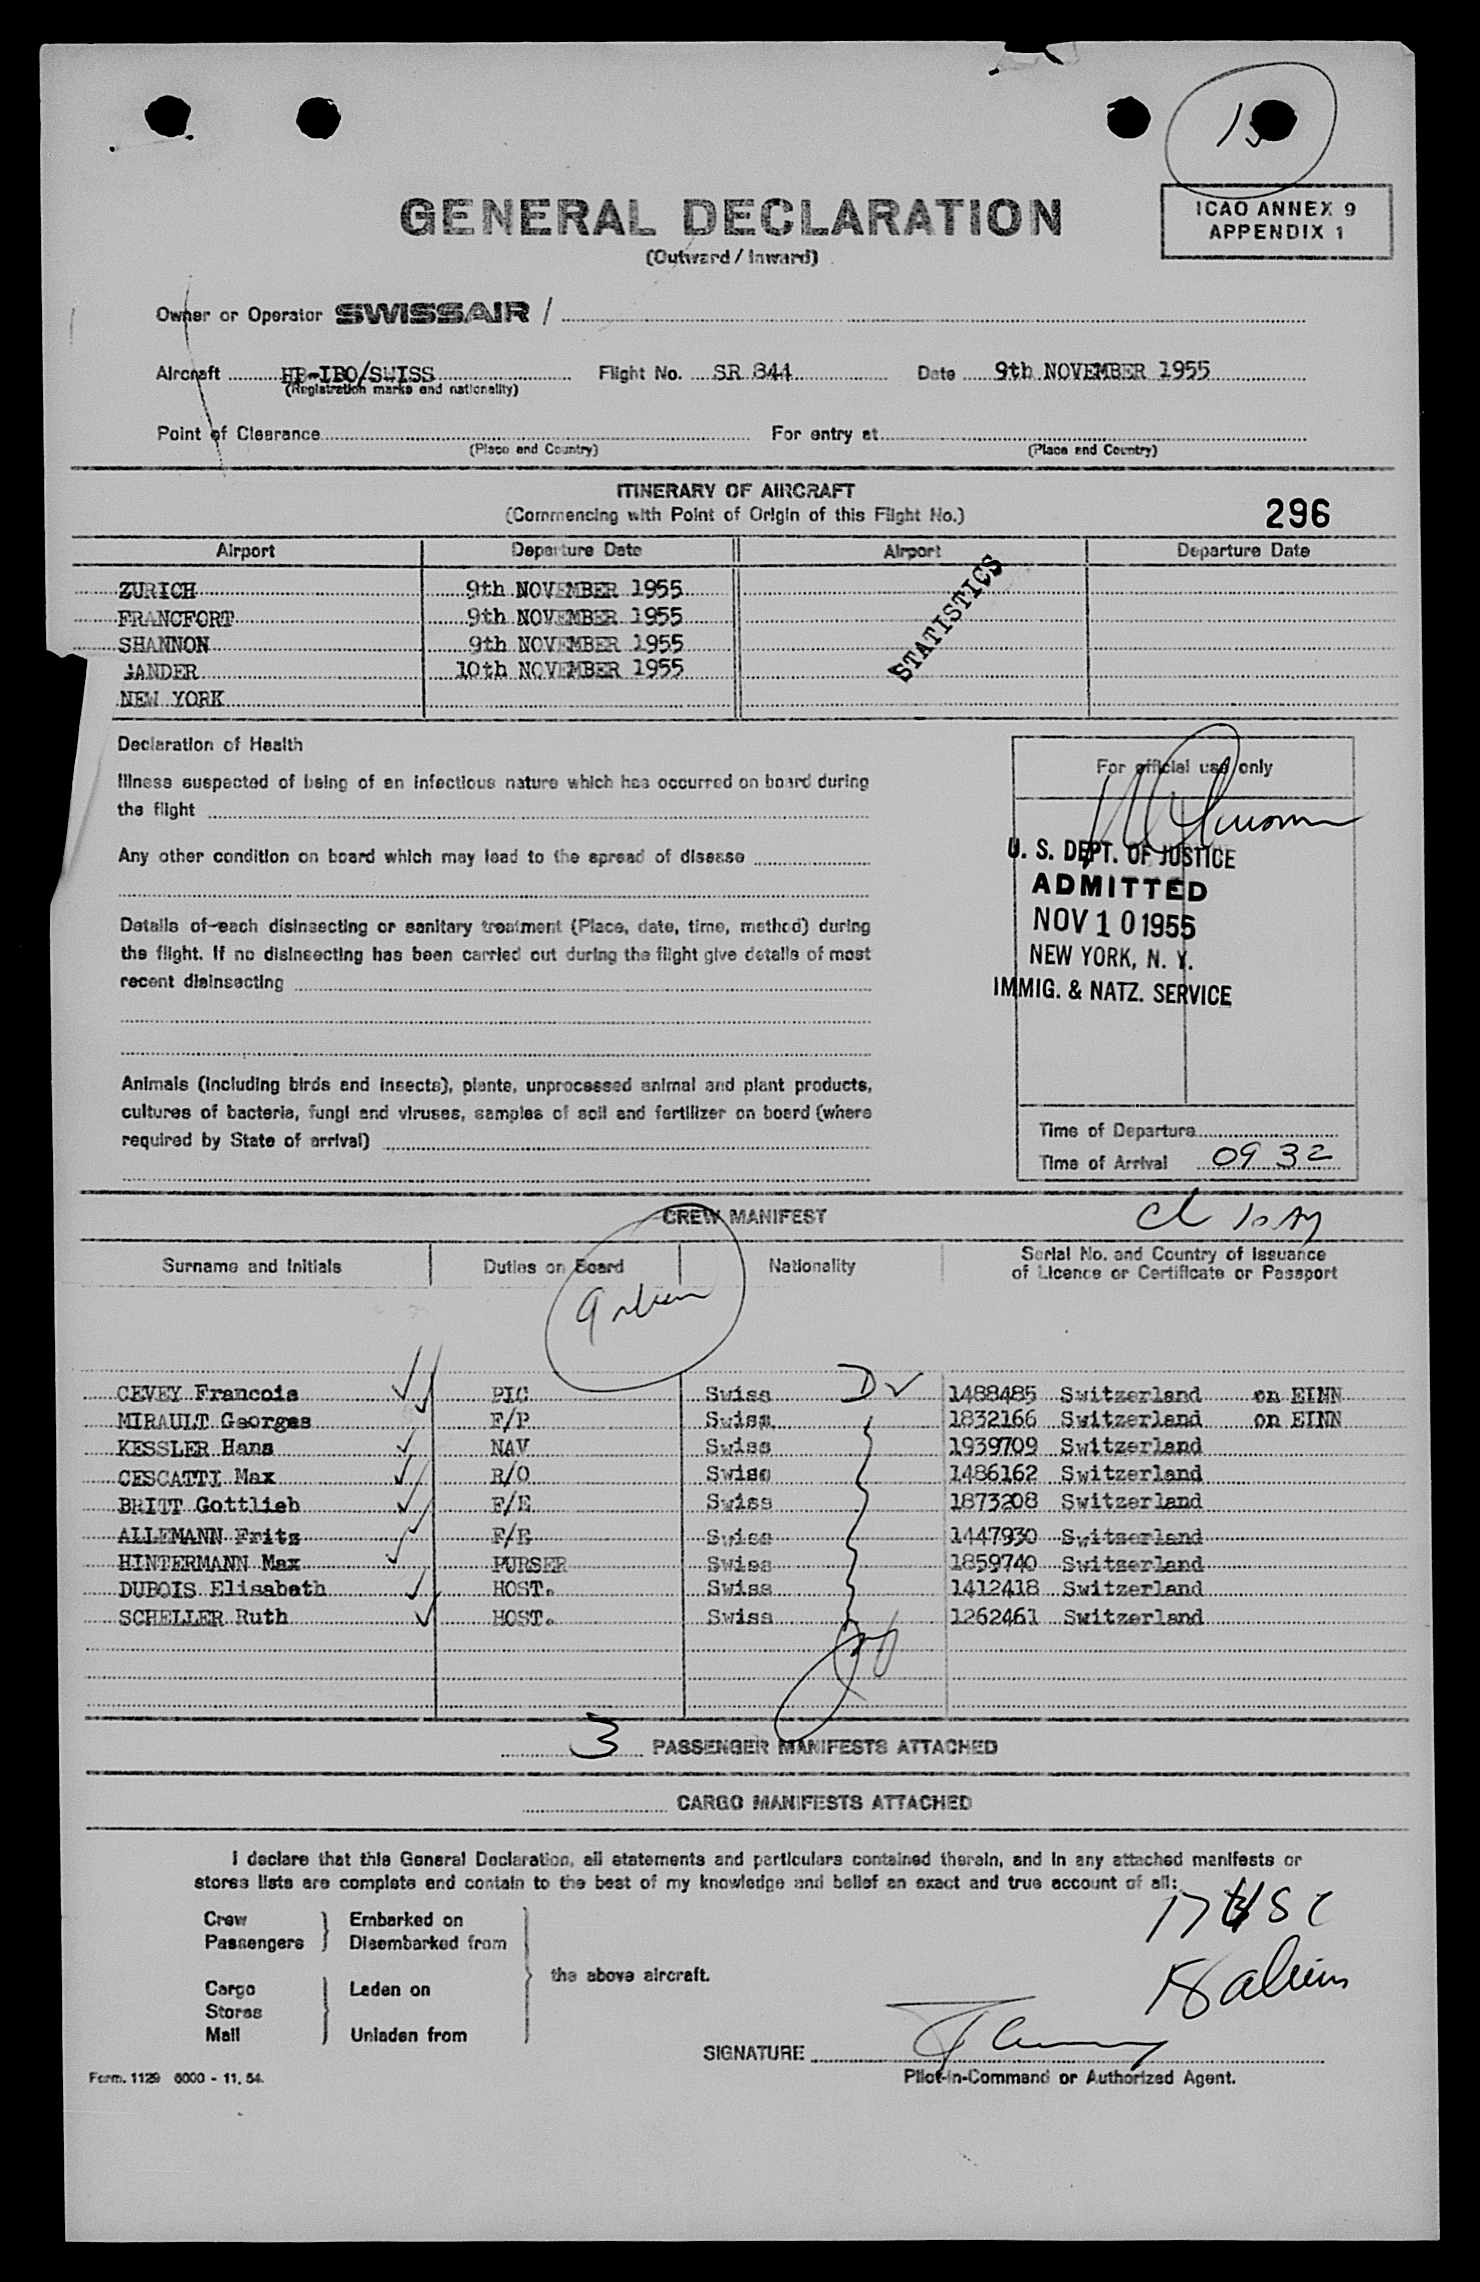 GENERAL DECLARATION
(Outward / Inward)
ICAO ANNEX 9
APPENDIX 1
Owner or Operator SWISSAIR /
Aircraft HB-IBO/SWISS Flight No. SR 844 Date 9th NOVEMBER 1955
(Registration marks and nationality)
Point of Clearance For entry at
(Place and Country) (Place and Country)
ITINERARY OF AIRCRAFT
(Commencing with Point of Origin of this Flight No.)
296
Airport Departure Date Airport Departure Date
ZURICH 9th NOVEMBER 1955
FRANCFORT 9th NOVEMBER 1955
SHANNON 9th NOVEMBER 1955
GANDER 10th NOVEMBER 1955
NEW YORK
STATISTICS
Declaration of Health
Illness suspected of being of an infectious nature which has occurred on board during
the flight
Any other condition on board which may lead to the spread of disease
Details of each disinsecting or sanitary treatment (Place, date, time, method) during
the flight. If no disinsecting has been carried out during the flight give details of most
recent disinsecting
Animals (including birds and insects), plants, unprocessed animal and plant products,
cultures of bacteria, fungi and viruses, samples of soil and fertilizer on board (where
required by State of arrival)
For official use only
U. S. DEPT. OF JUSTICE
ADMITTED
NOV 10 1955
NEW YORK, N. Y.
IMMIG. & NATZ. SERVICE
Time of Departure
Time of Arrival 0932
CREW MANIFEST
Surname and Initials Duties on Board Nationality Serial No. and Country of Issuance
of Licence or Certificate or Passport
CEVEY Francois PIC Swiss 1488485 Switzerland on EINN
MIRAULT Georges F/P Swiss 1832166 Switzerland on EINN
KESSLER Hans NAV Swiss 1939709 Switzerland
CESCATTI Max R/O Swiss 1486162 Switzerland
BRITT Gottlieb F/E Swiss 1873208 Switzerland
ALLEMANN Fritz F/E Swiss 1447930 Switzerland
HINTERMANN Max PURSER Swiss 1859740 Switzerland
DUBOIS Elisabeth HOST. Swiss 1412418 Switzerland
SCHELLER Ruth HOST. Swiss 1262461 Switzerland
3 PASSENGER MANIFESTS ATTACHED
CARGO MANIFESTS ATTACHED
I declare that this General Declaration, all statements and particulars contained therein, and in any attached manifests or
stores lists are complete and contain to the best of my knowledge and belief an exact and true account of all:
Crew Embarked on
Passengers Disembarked from
the above aircraft.
Cargo Laden on
Stores
Mail Unladen from
SIGNATURE
Pilot-in-Command or Authorized Agent.
Form. 1129 6000 - 11. 54.